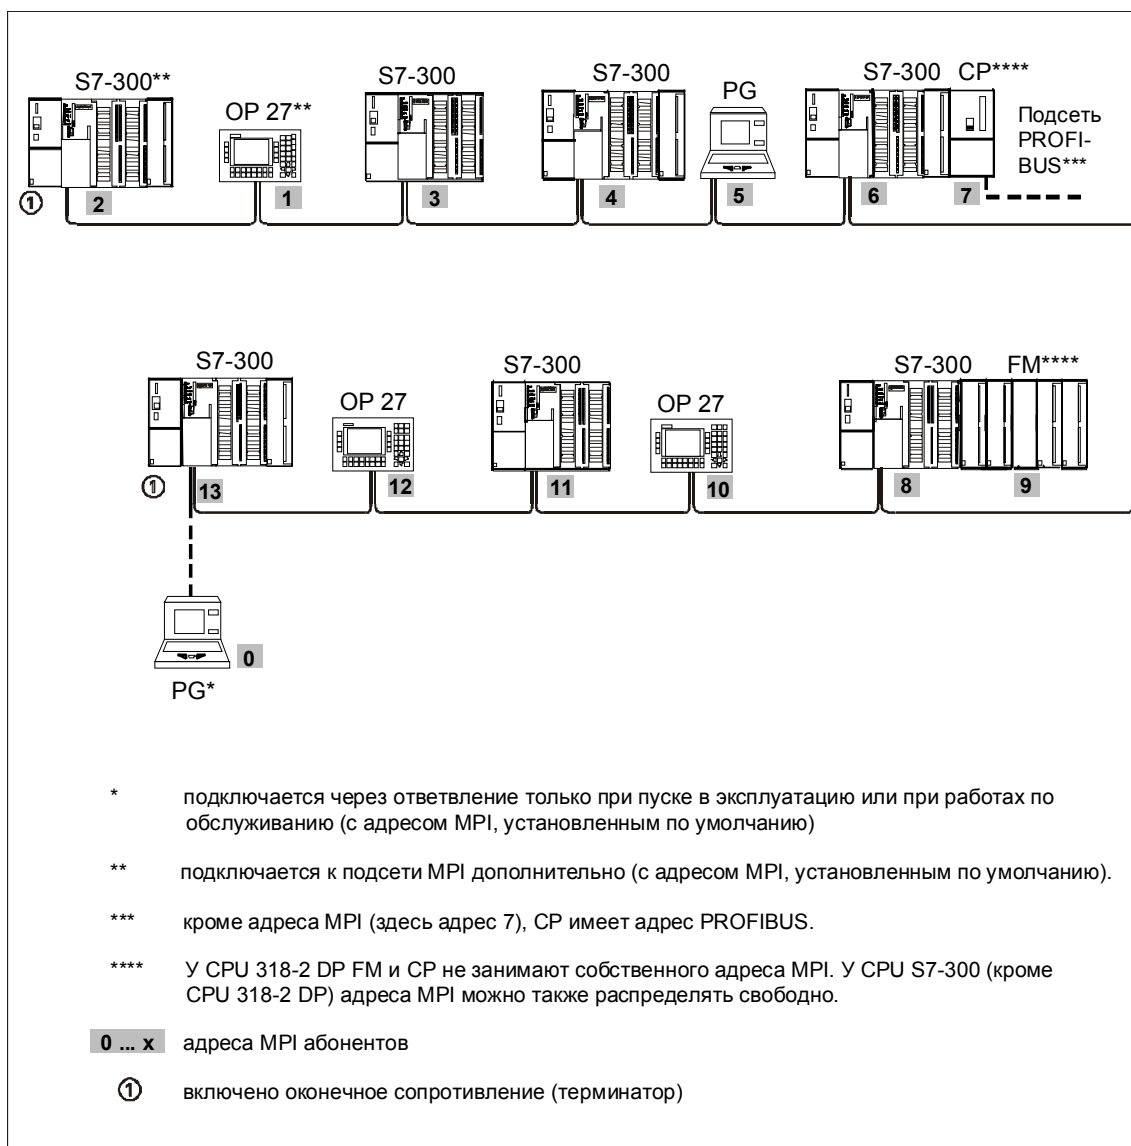 S7-300**
OP 27**
S7-300
S7-300
PG
S7-300 CP****
Подсеть
PROFI-
BUS***
1 2 1 3 4 5 6 7
S7-300
OP 27
S7-300
OP 27
S7-300 FM****
1 13 12 11 10 8 9
0
PG*
* подключается через ответвление только при пуске в эксплуатацию или при работах по
обслуживанию (с адресом MPI, установленным по умолчанию)
** подключается к подсети MPI дополнительно (с адресом MPI, установленным по умолчанию).
*** кроме адреса MPI (здесь адрес 7), CP имеет адрес PROFIBUS.
**** У CPU 318-2 DP FM и CP не занимают собственного адреса MPI. У CPU S7-300 (кроме
CPU 318-2 DP) адреса MPI можно также распределять свободно.
0 ... x адреса MPI абонентов
1 включено оконечное сопротивление (терминатор)